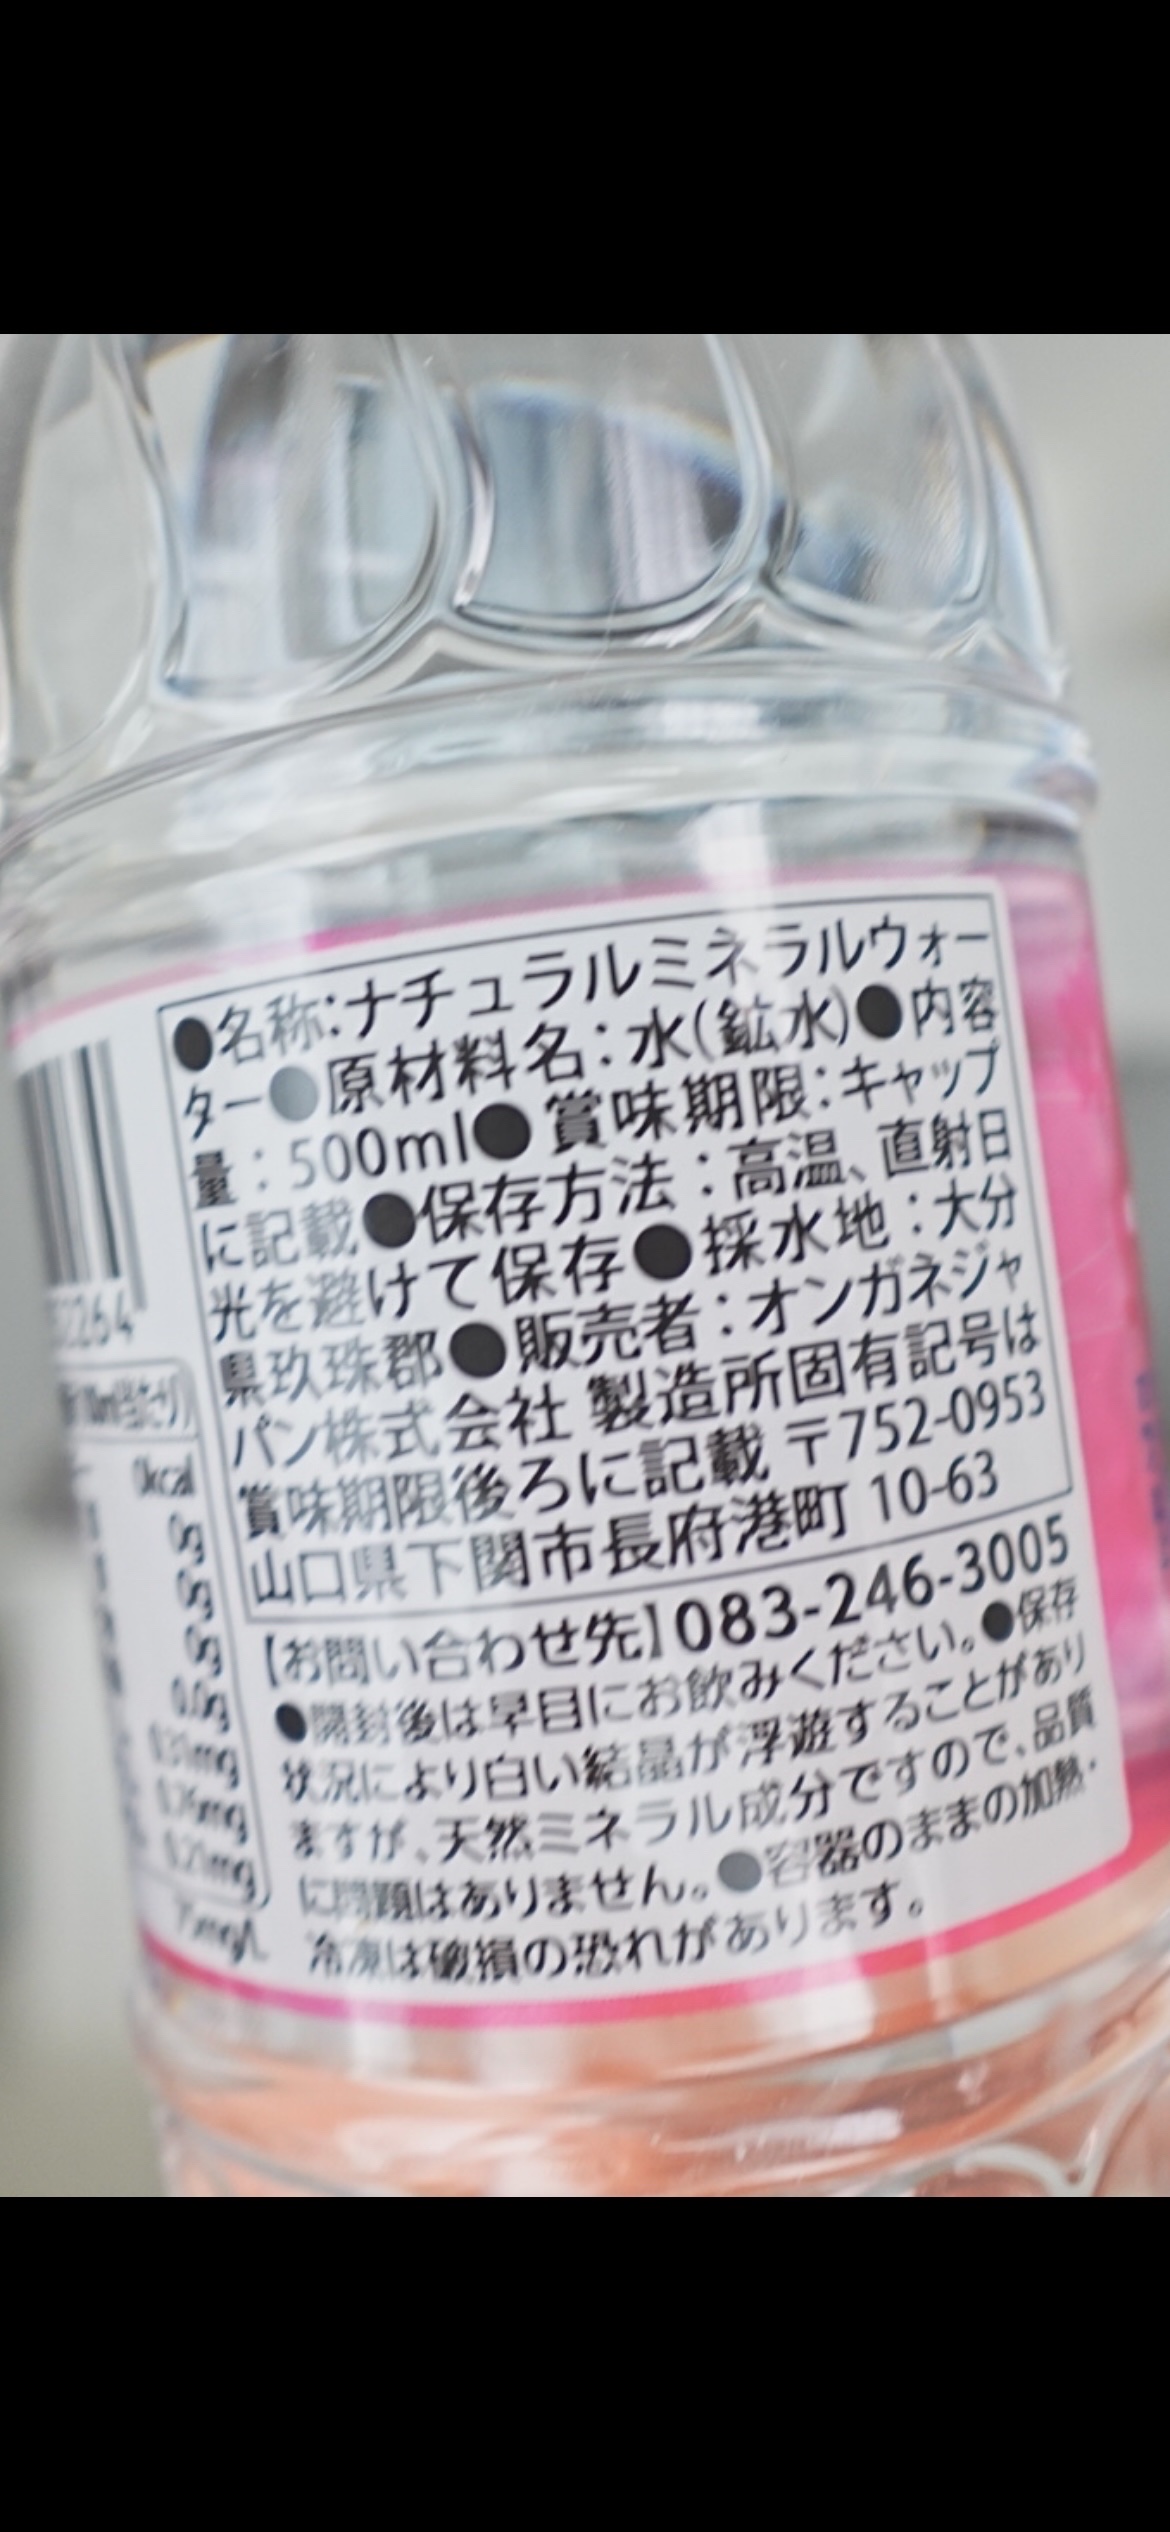 ●名称:ナチュラルミネラルウォー
ター●原材料名:水(鉱水)●内容
量:500ml●賞味期限:キャップ
に記載●保存方法:高温、直射日
光を避けて保存●採水地:大分
県玖珠郡●販売者:オンガネジャ
パン株式会社 製造所固有記号は
賞味期限後ろに記載 〒752-0953
山口県下関市長府港町 10-63
【お問い合わせ先】083-246-3005
●開封後は早目にお飲みください。●保存
状況により白い結晶が浮遊することがあり
ますが、天然ミネラル成分ですので、品質
に問題はありません。●容器のままの加熱・
冷凍は破損の恐れがあります。
2264
0kcal
0g
0g
0g
0.0g